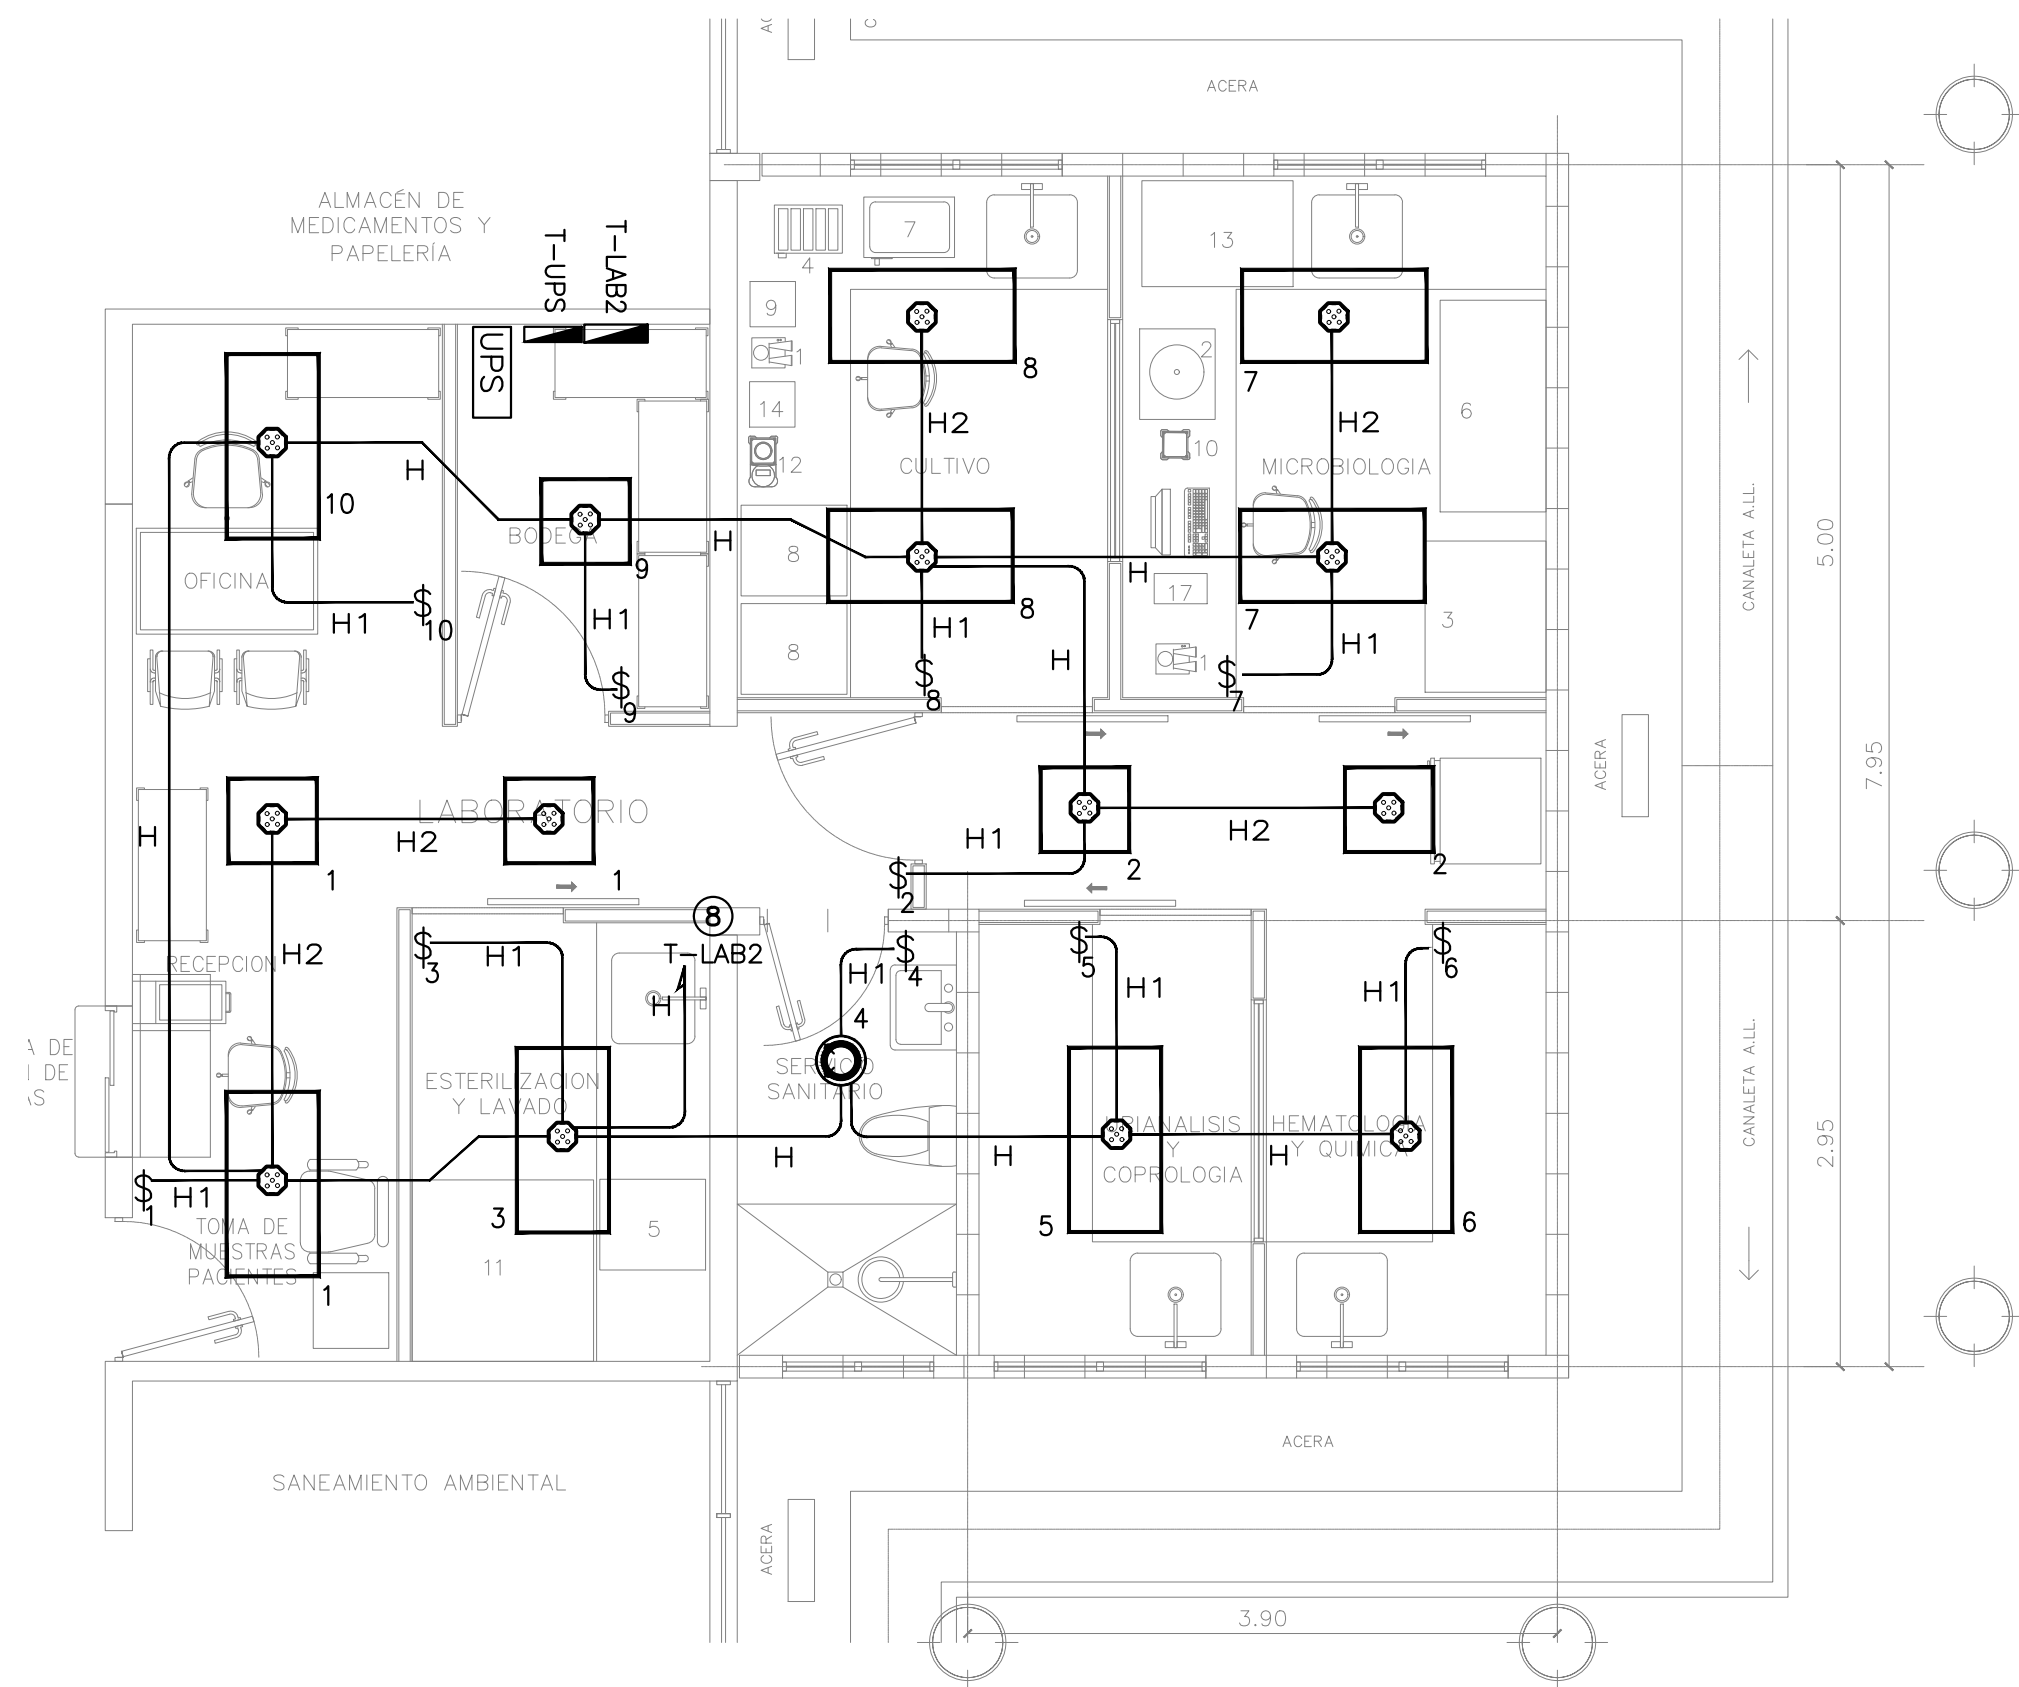 ACERA
ALMACÉN DE
MEDICAMENTOS Y
PAPELERÍA
T-UPS
T-LAB2
UPS
7
4
9
1
14
12
8
8
CULTIVO
8
H2
8
H1
$
8
13
2
10
6
MICROBIOLOGIA
7
H2
17
1
3
7
H
H1
$
7
10
H
OFICINA
H1
$
10
BODEGA
9
H
H1
$
9
H
CANALETA A.LL.
5.00
7.95
ACERA
LABORATORIO
H
H2
1
1
H1
2
H2
2
$
2
8
T-LAB2
H
RECEPCION
H2
$
3
H1
$
4
H1
4
$
5
H1
$
6
H1
A DE
DE
AS
ESTERILIZACION
Y LAVADO
SERVICIO
SANITARIO
H
H
URIANALISIS
Y
COPROLOGIA
HEMATOLOGIA
Y QUIMICA
H
CANALETA A.LL.
2.95
$
1
H1
TOMA DE
MUESTRAS
PACIENTES
1
3
11
5
5
6
ACERA
SANEAMIENTO AMBIENTAL
ACERA
3.90